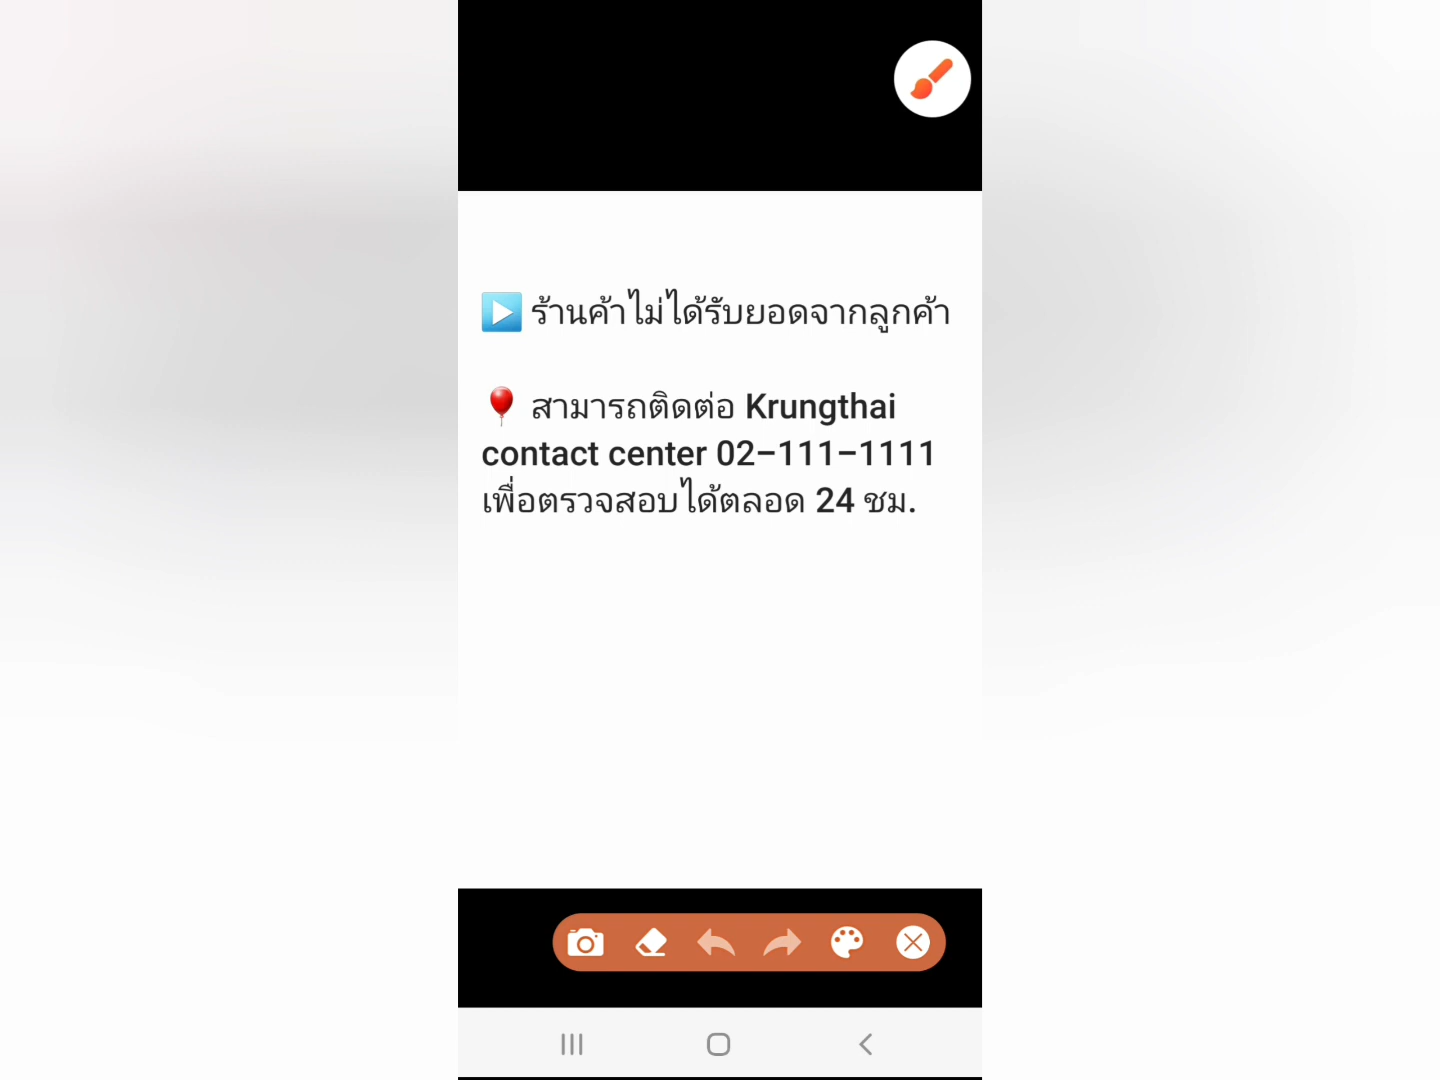 ▶️ ร้านค้าไม่ได้รับยอดจากลูกค้า
🎈 สามารถติดต่อ Krungthai
contact center 02-111-1111
เพื่อตรวจสอบได้ตลอด 24 ชม.